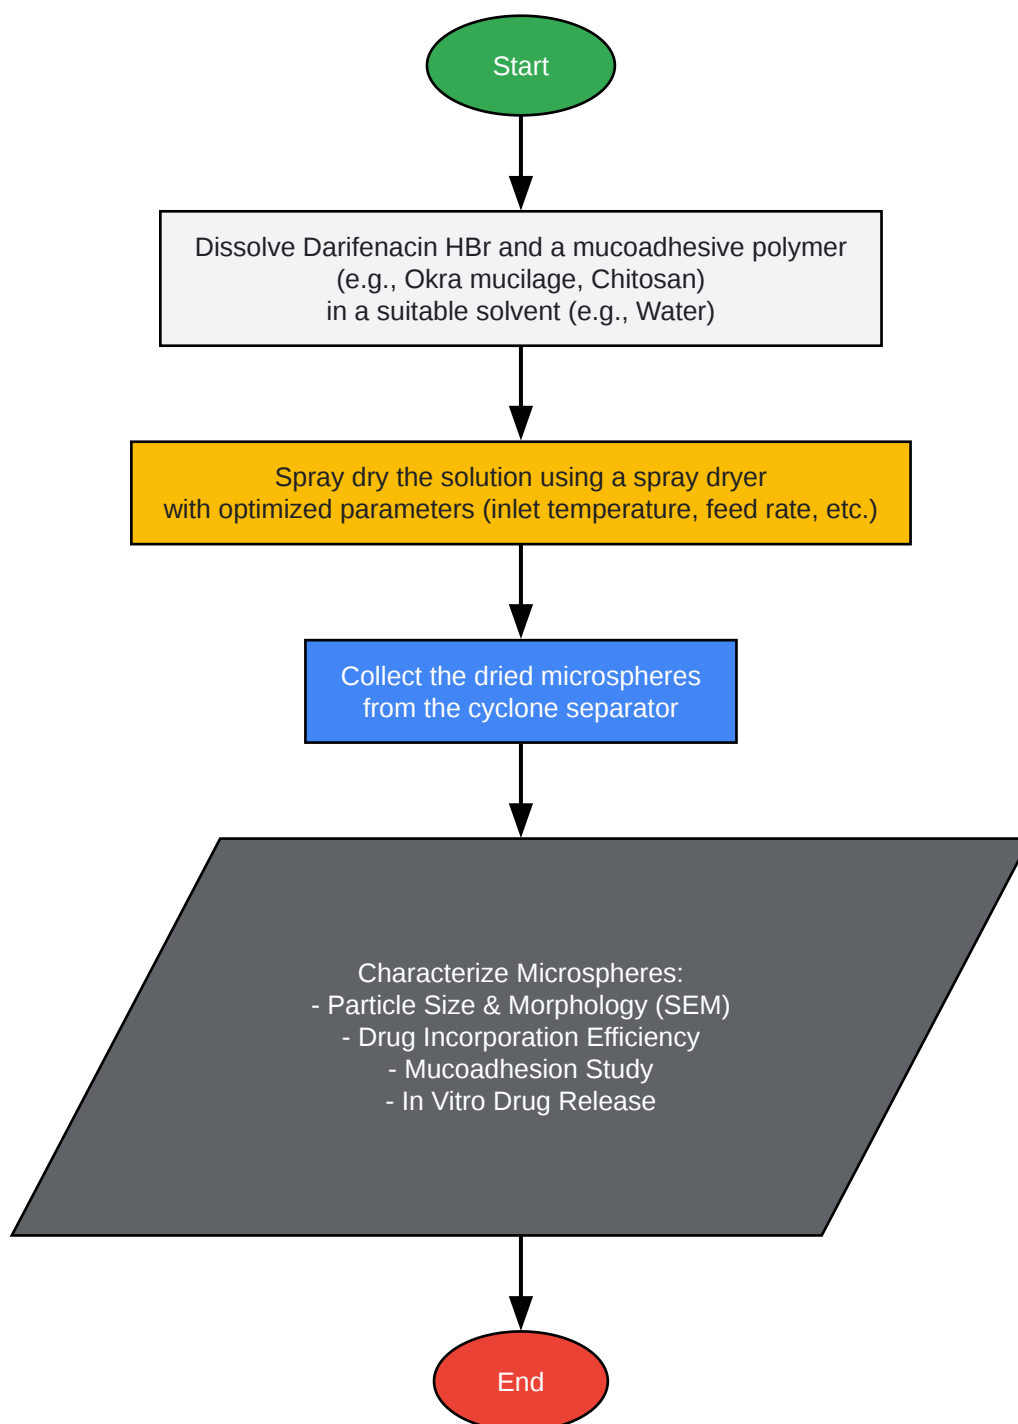 Start
Dissolve Darifenacin HBr and a mucoadhesive polymer
(e.g., Okra mucilage, Chitosan)
in a suitable solvent (e.g., Water)
Spray dry the solution using a spray dryer
with optimized parameters (inlet temperature, feed rate, etc.)
Collect the dried microspheres
from the cyclone separator
Characterize Microspheres:
- Particle Size & Morphology (SEM)
- Drug Incorporation Efficiency
- Mucoadhesion Study
- In Vitro Drug Release
End